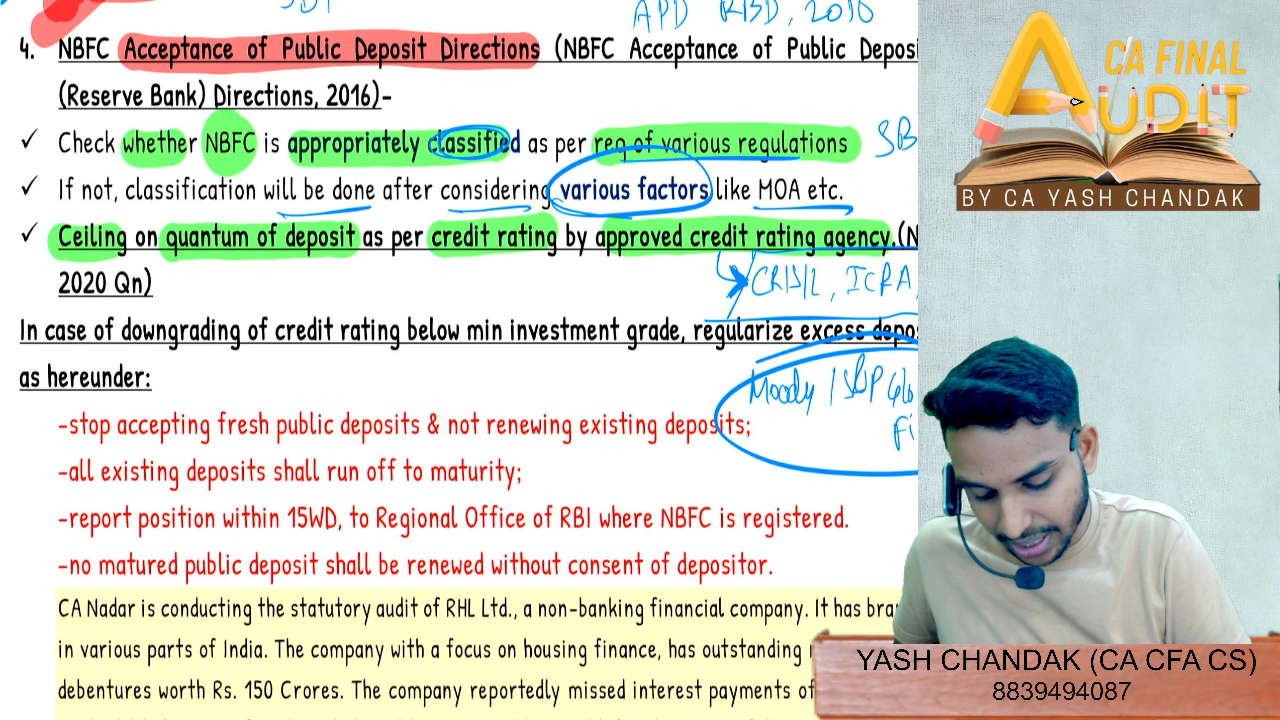 APD RBD, 2016
4. NBFC Acceptance of Public Deposit Directions (NBFC Acceptance of Public
(Reserve Bank) Directions, 2016)-
✓ Check whether NBFC is appropriately classified as per req of various regulations
✓ If not, classification will be done after considering various factors like MOA etc.
✓ Ceiling on quantum of deposit as per credit rating by approved credit rating agency.(
2020 Qn)
CRISIL, ICRA,
In case of downgrading of credit rating below min investment grade, regularize excess
as hereunder:
Moody /
-stop accepting fresh public deposits & not renewing existing deposits;
-all existing deposits shall run off to maturity;
-report position within 15WD, to Regional Office of RBI where NBFC is registered.
-no matured public deposit shall be renewed without consent of depositor.
CA Nadar is conducting the statutory audit of RHL Ltd., a non-banking financial company. It has
in various parts of India. The company with a focus on housing finance, has outstanding
debentures worth Rs. 150 Crores. The company reportedly missed interest payments of
CA FINAL
AUDIT
BY CA YASH CHANDAK
YASH CHANDAK (CA CFA CS)
8839494087